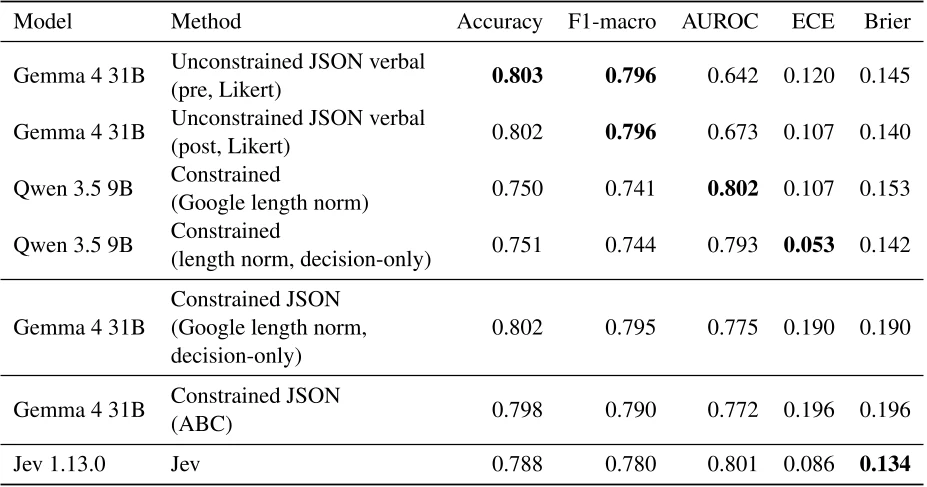 Model Method Accuracy F1-macro AUROC ECE Brier
Gemma 4 31B Unconstrained JSON verbal (pre, Likert) 0.803 0.796 0.642 0.120 0.145
Gemma 4 31B Unconstrained JSON verbal (post, Likert) 0.802 0.796 0.673 0.107 0.140
Qwen 3.5 9B Constrained (Google length norm) 0.750 0.741 0.802 0.107 0.153
Qwen 3.5 9B Constrained (length norm, decision-only) 0.751 0.744 0.793 0.053 0.142
Gemma 4 31B Constrained JSON (Google length norm, decision-only) 0.802 0.795 0.775 0.190 0.190
Gemma 4 31B Constrained JSON (ABC) 0.798 0.790 0.772 0.196 0.196
Jev 1.13.0 Jev 0.788 0.780 0.801 0.086 0.134